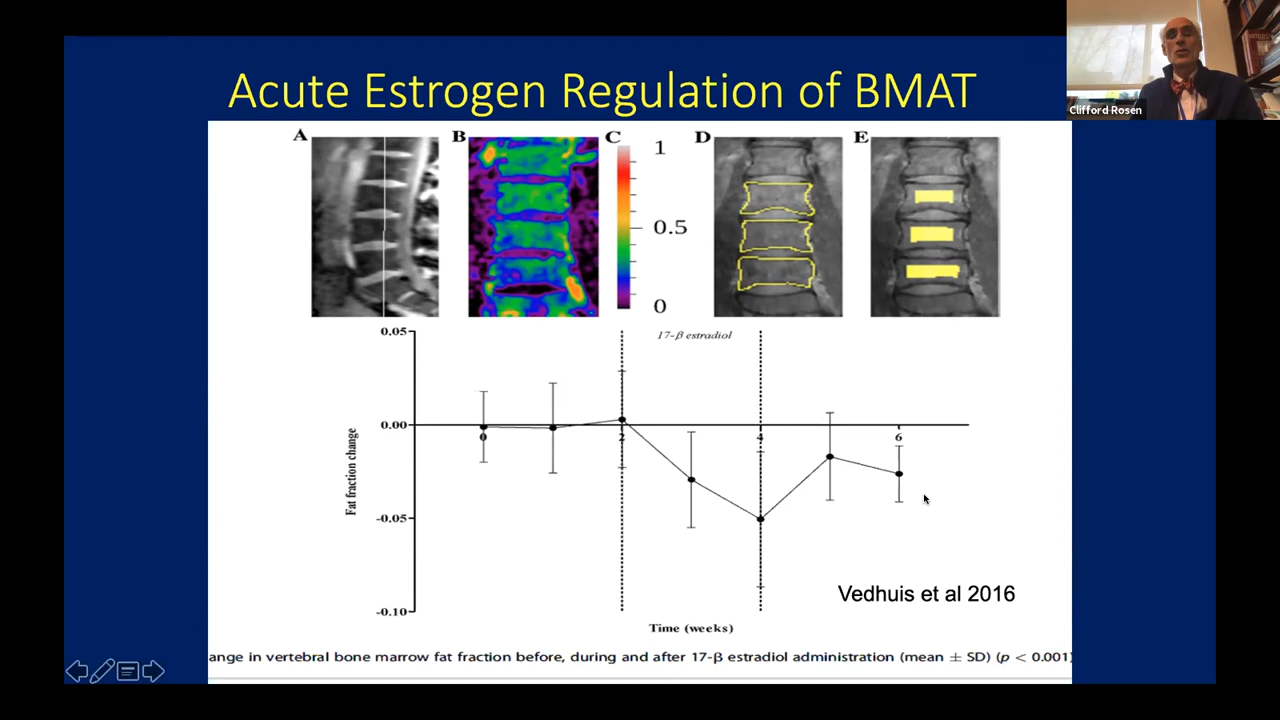 Clifford Rosen
Acute Estrogen Regulation of BMAT
A
B
C
D
E
1
0.5
0
17-β estradiol
0.05
0.00
-0.05
-0.10
0
2
4
6
Fat fraction change
Time (weeks)
Vedhuis et al 2016
ange in vertebral bone marrow fat fraction before, during and after 17-β estradiol administration (mean ± SD) (p < 0.001)